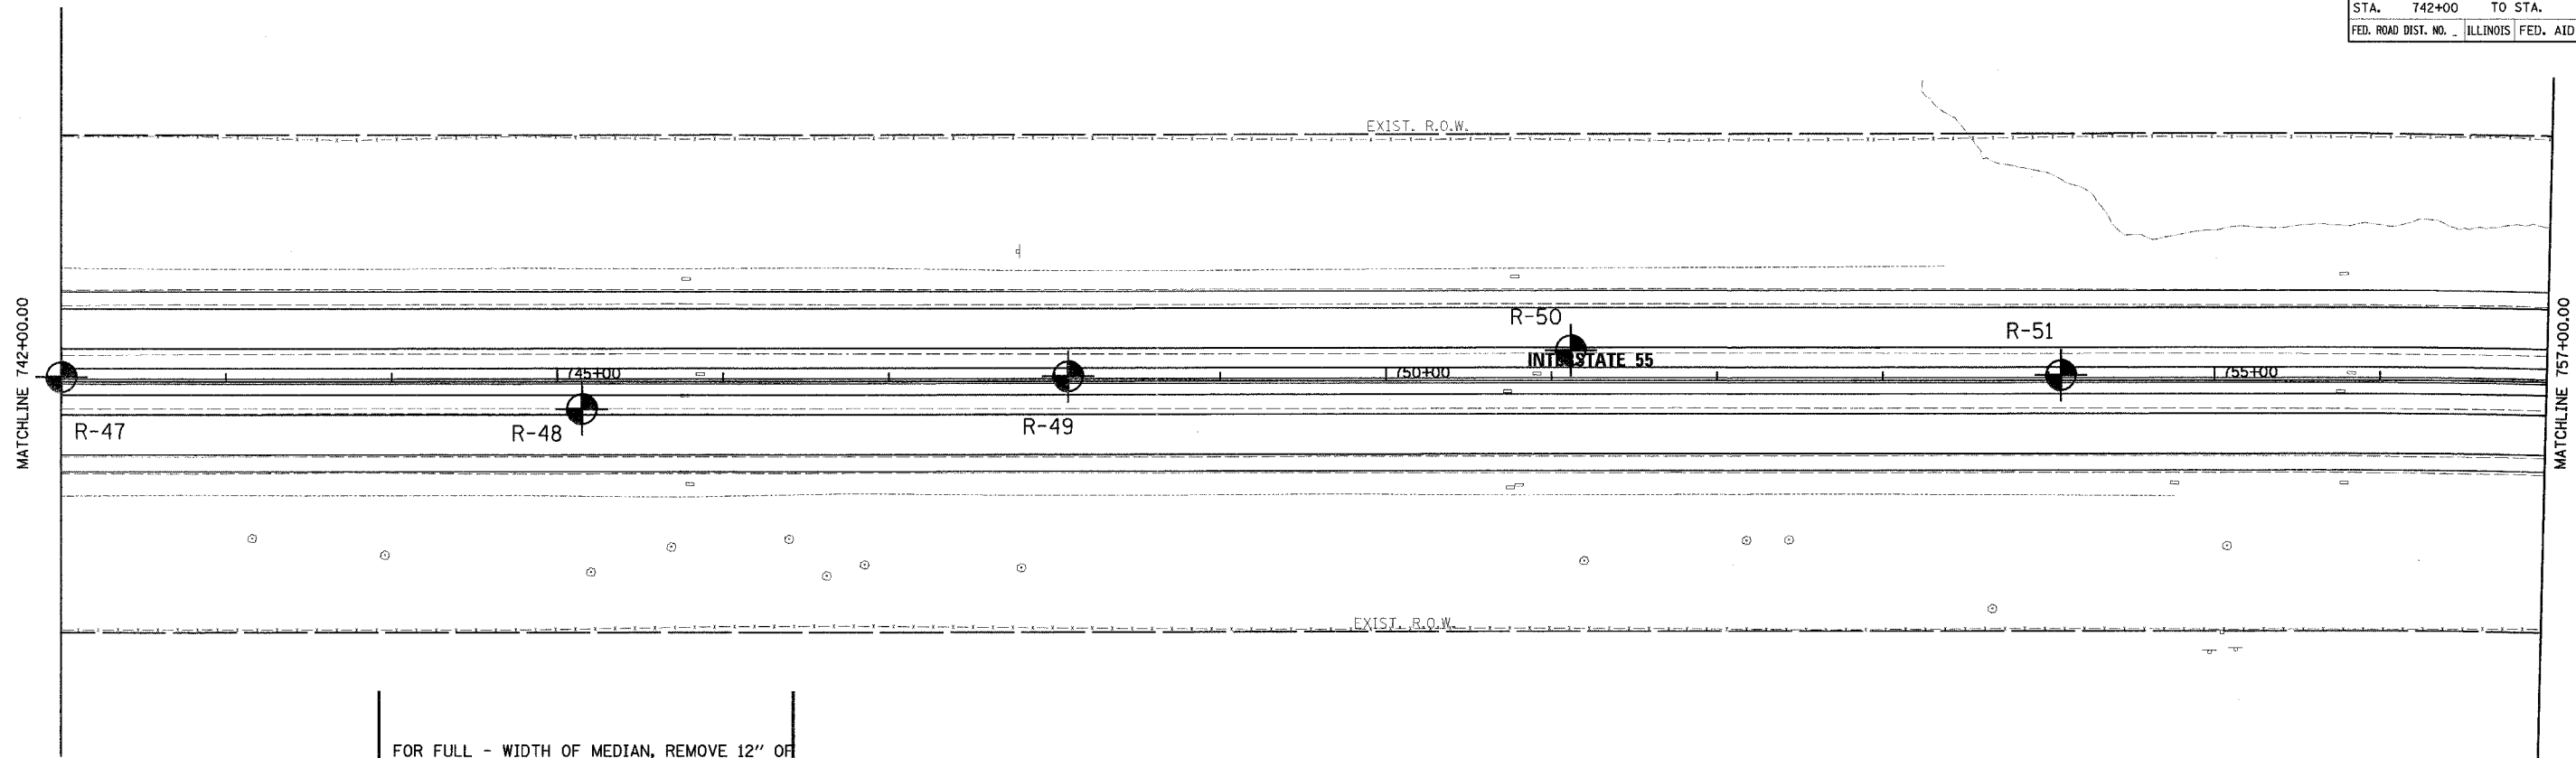 STA. 742+00 TO STA.
FED. ROAD DIST. NO. _ ILLINOIS FED. AID
EXIST. R.O.W.
MATCHLINE 742+00.00
MATCHLINE 757+00.00
R-50
R-51
INTERSTATE 55
745+00
750+00
755+00
R-47
R-48
R-49
EXIST. R.O.W.
FOR FULL - WIDTH OF MEDIAN, REMOVE 12" OF